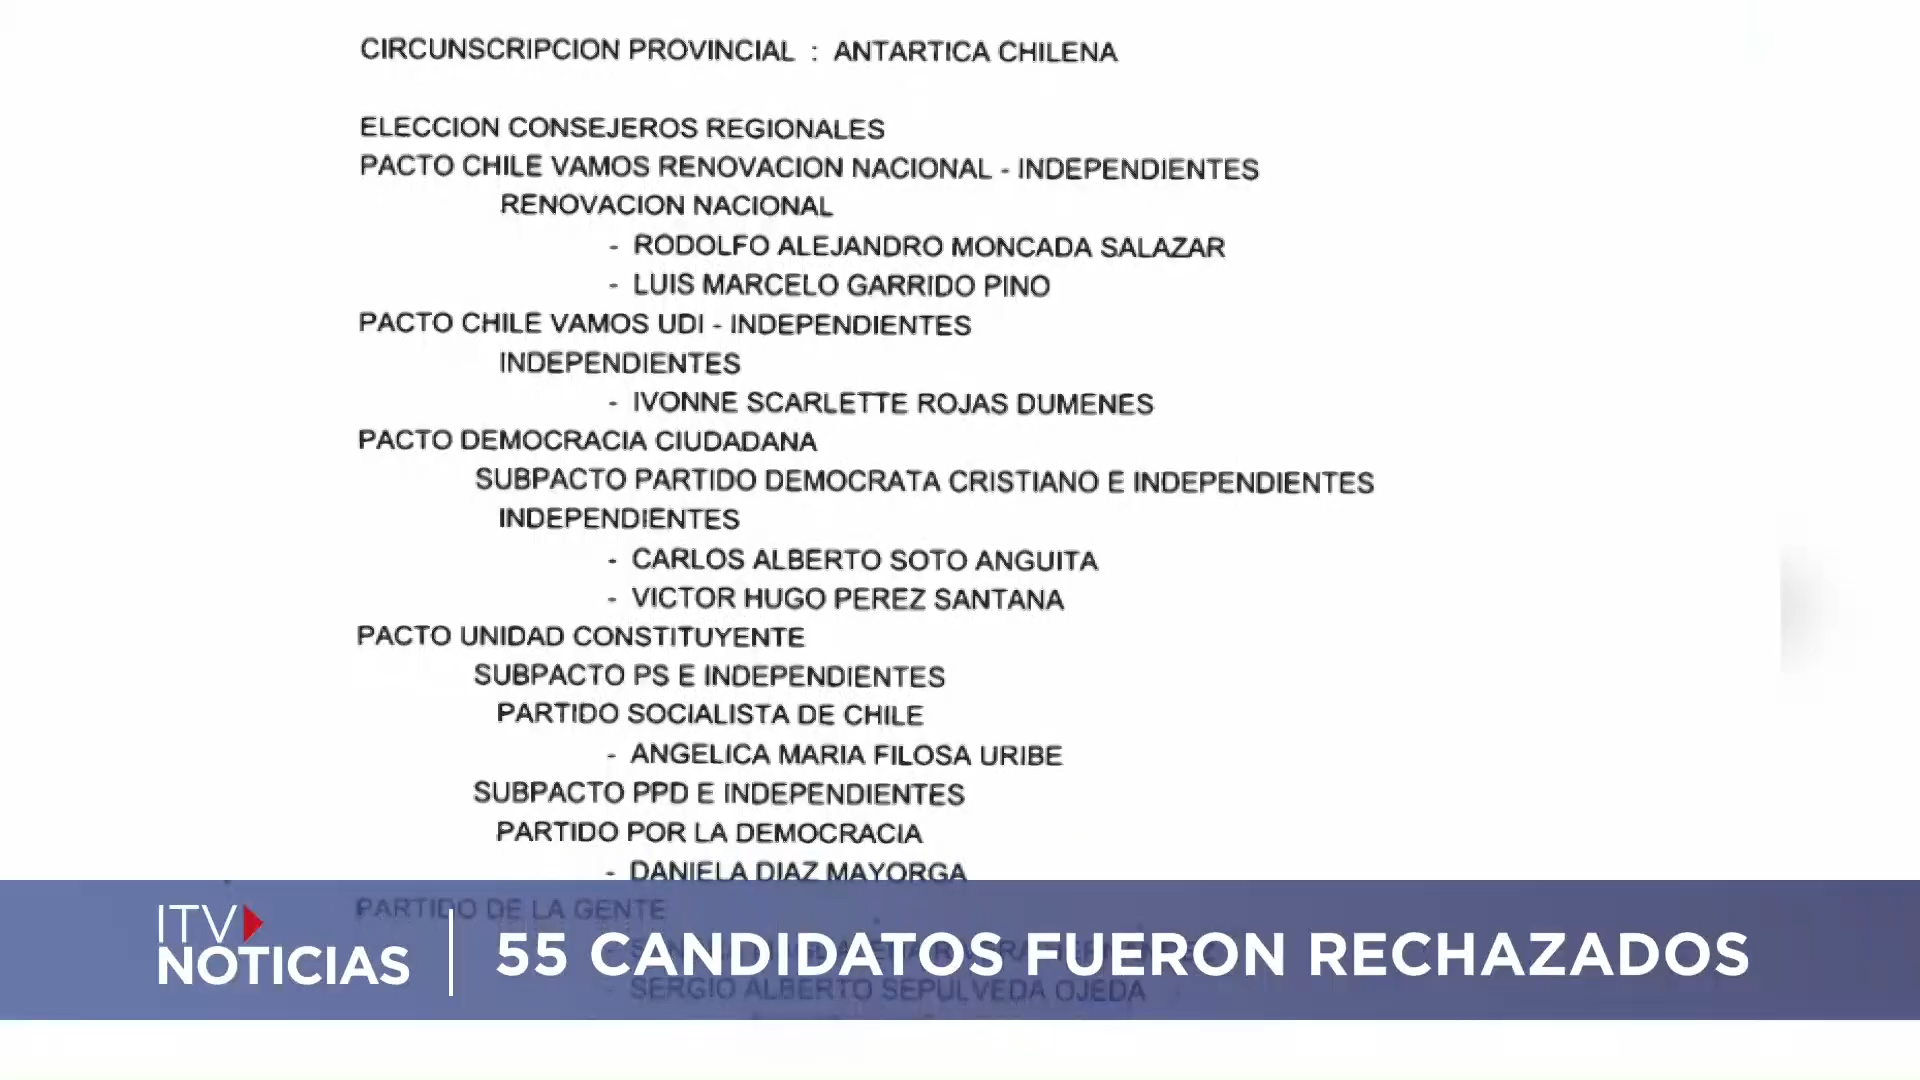 CIRCUNSCRIPCION PROVINCIAL : ANTARTICA CHILENA
ELECCION CONSEJEROS REGIONALES
PACTO CHILE VAMOS RENOVACION NACIONAL - INDEPENDIENTES
RENOVACION NACIONAL
- RODOLFO ALEJANDRO MONCADA SALAZAR
- LUIS MARCELO GARRIDO PINO
PACTO CHILE VAMOS UDI - INDEPENDIENTES
INDEPENDIENTES
- IVONNE SCARLETTE ROJAS DUMENES
PACTO DEMOCRACIA CIUDADANA
SUBPACTO PARTIDO DEMOCRATA CRISTIANO E INDEPENDIENTES
INDEPENDIENTES
- CARLOS ALBERTO SOTO ANGUITA
- VICTOR HUGO PEREZ SANTANA
PACTO UNIDAD CONSTITUYENTE
SUBPACTO PS E INDEPENDIENTES
PARTIDO SOCIALISTA DE CHILE
- ANGELICA MARIA FILOSA URIBE
SUBPACTO PPD E INDEPENDIENTES
PARTIDO POR LA DEMOCRACIA
- DANIELA DIAZ MAYORGA
PARTIDO DE LA GENTE
- SERGIO ALBERTO SEPULVEDA OJEDA
ITV
NOTICIAS
55 CANDIDATOS FUERON RECHAZADOS